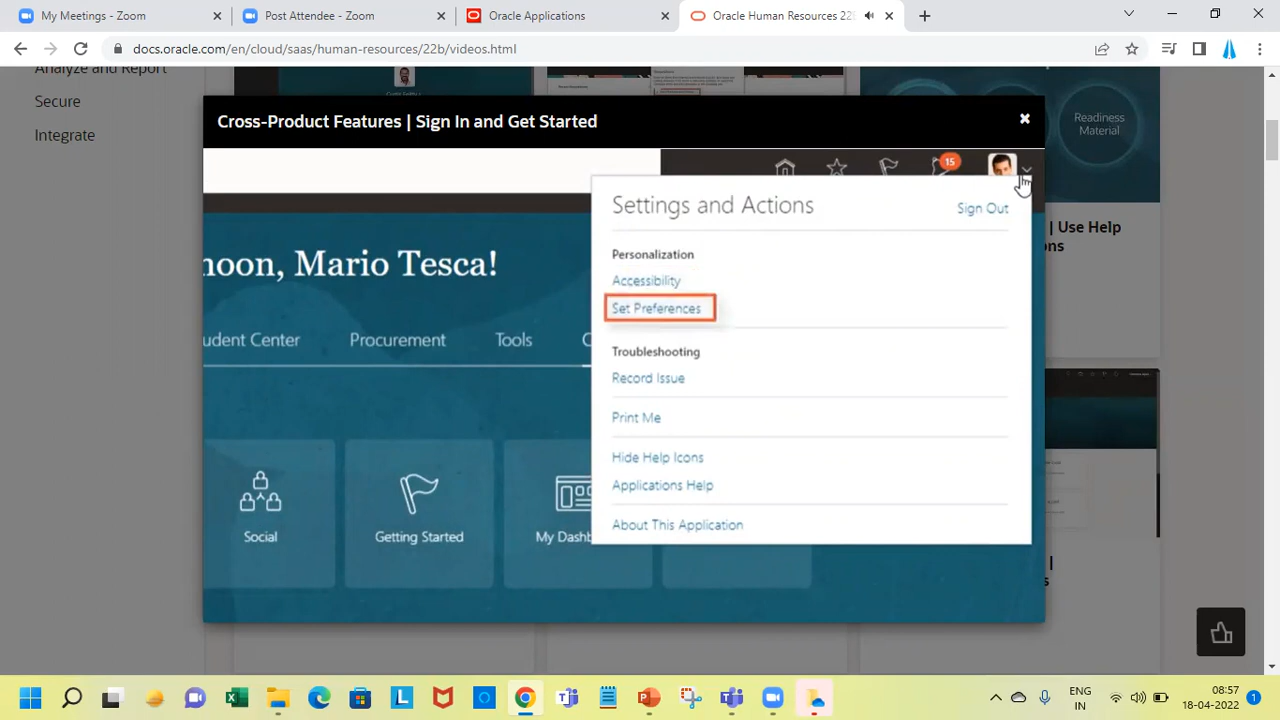 My Meetings - Zoom
Post Attendee - Zoom
Oracle Applications
Oracle Human Resources 22
docs.oracle.com/en/cloud/saas/human-resources/22b/videos.html
Analyze and Report
Secure
Integrate
Cross-Product Features | Sign In and Get Started
15
Settings and Actions
Sign Out
Personalization
Accessibility
Set Preferences
Troubleshooting
Record Issue
Print Me
Hide Help Icons
Applications Help
About This Application
noon, Mario Tesca!
udent Center
Procurement
Tools
Social
Getting Started
My Dashb
Readiness
Material
| Use Help
ons
|
s
ENG
IN
08:57
18-04-2022
1